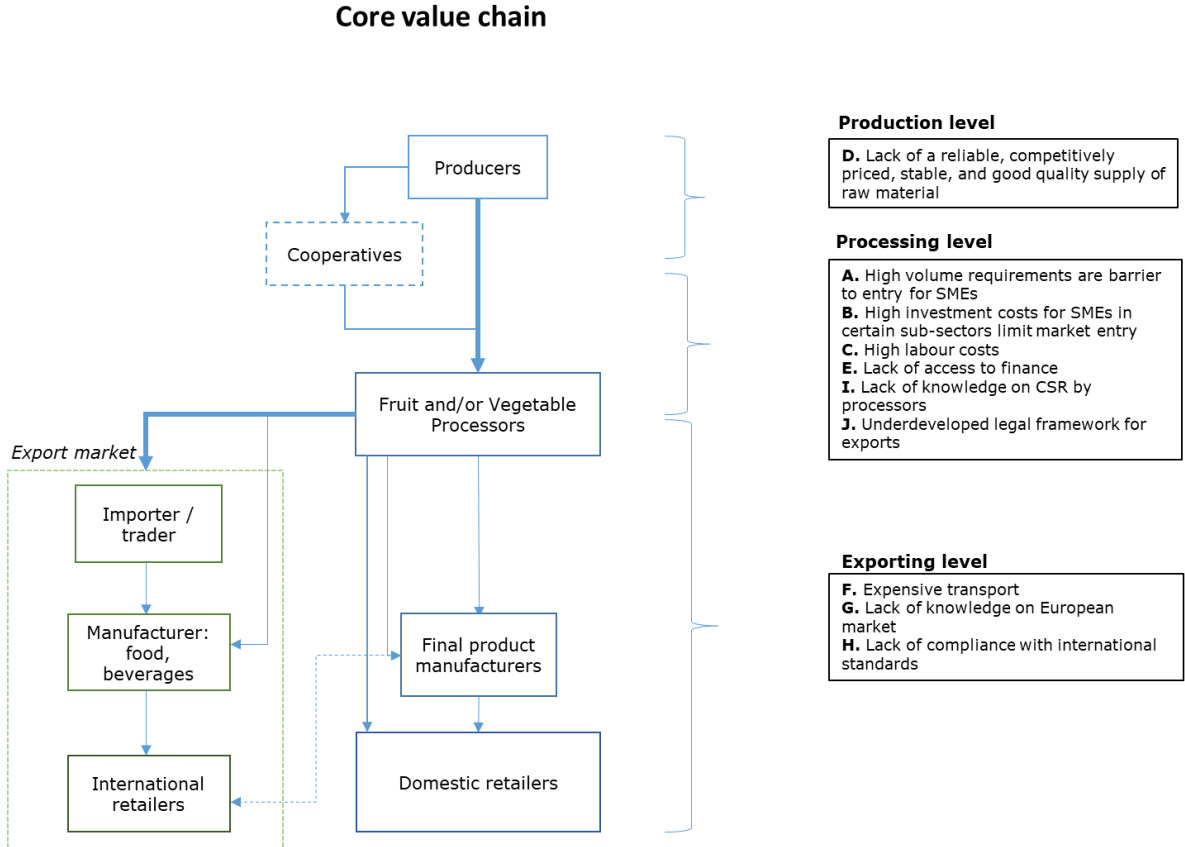 Core value chain
Producers
Cooperatives
Fruit and/or Vegetable
Processors
Export market
Importer /
trader
Manufacturer:
food,
beverages
International
retailers
Final product
manufacturers
Domestic retailers
Production level
D. Lack of a reliable, competitively
priced, stable, and good quality supply of
raw material
Processing level
A. High volume requirements are barrier
to entry for SMEs
B. High investment costs for SMEs in
certain sub-sectors limit market entry
C. High labour costs
E. Lack of access to finance
I. Lack of knowledge on CSR by
processors
J. Underdeveloped legal framework for
exports
Exporting level
F. Expensive transport
G. Lack of knowledge on European
market
H. Lack of compliance with international
standards